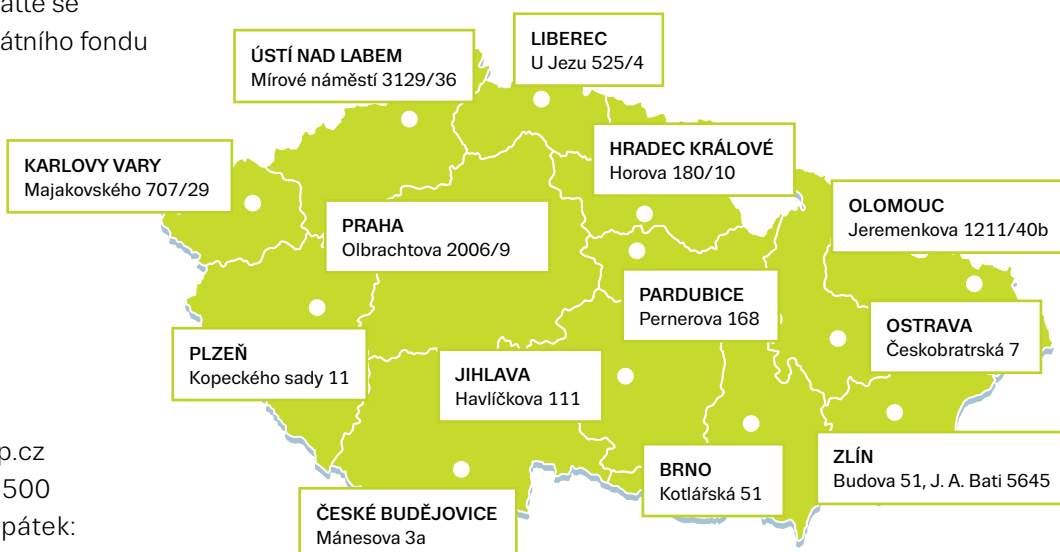 átního fondu
ÚSTÍ NAD LABEM
Mírové náměstí 3129/36
LIBEREC
U Jezu 525/4
KARLOVY VARY
Majakovského 707/29
HRADEC KRÁLOVÉ
Horova 180/10
PRAHA
Olbrachtova 2006/9
OLOMOUC
Jeremenkova 1211/40b
PARDUBICE
Pernerova 168
OSTRAVA
Českobratrská 7
PLZEŇ
Kopeckého sady 11
JIHLAVA
Havlíčkova 111
BRNO
Kotlářská 51
ZLÍN
Budova 51, J. A. Bati 5645
ČESKÉ BUDĚJOVICE
Mánesova 3a
p.cz
500
pátek: